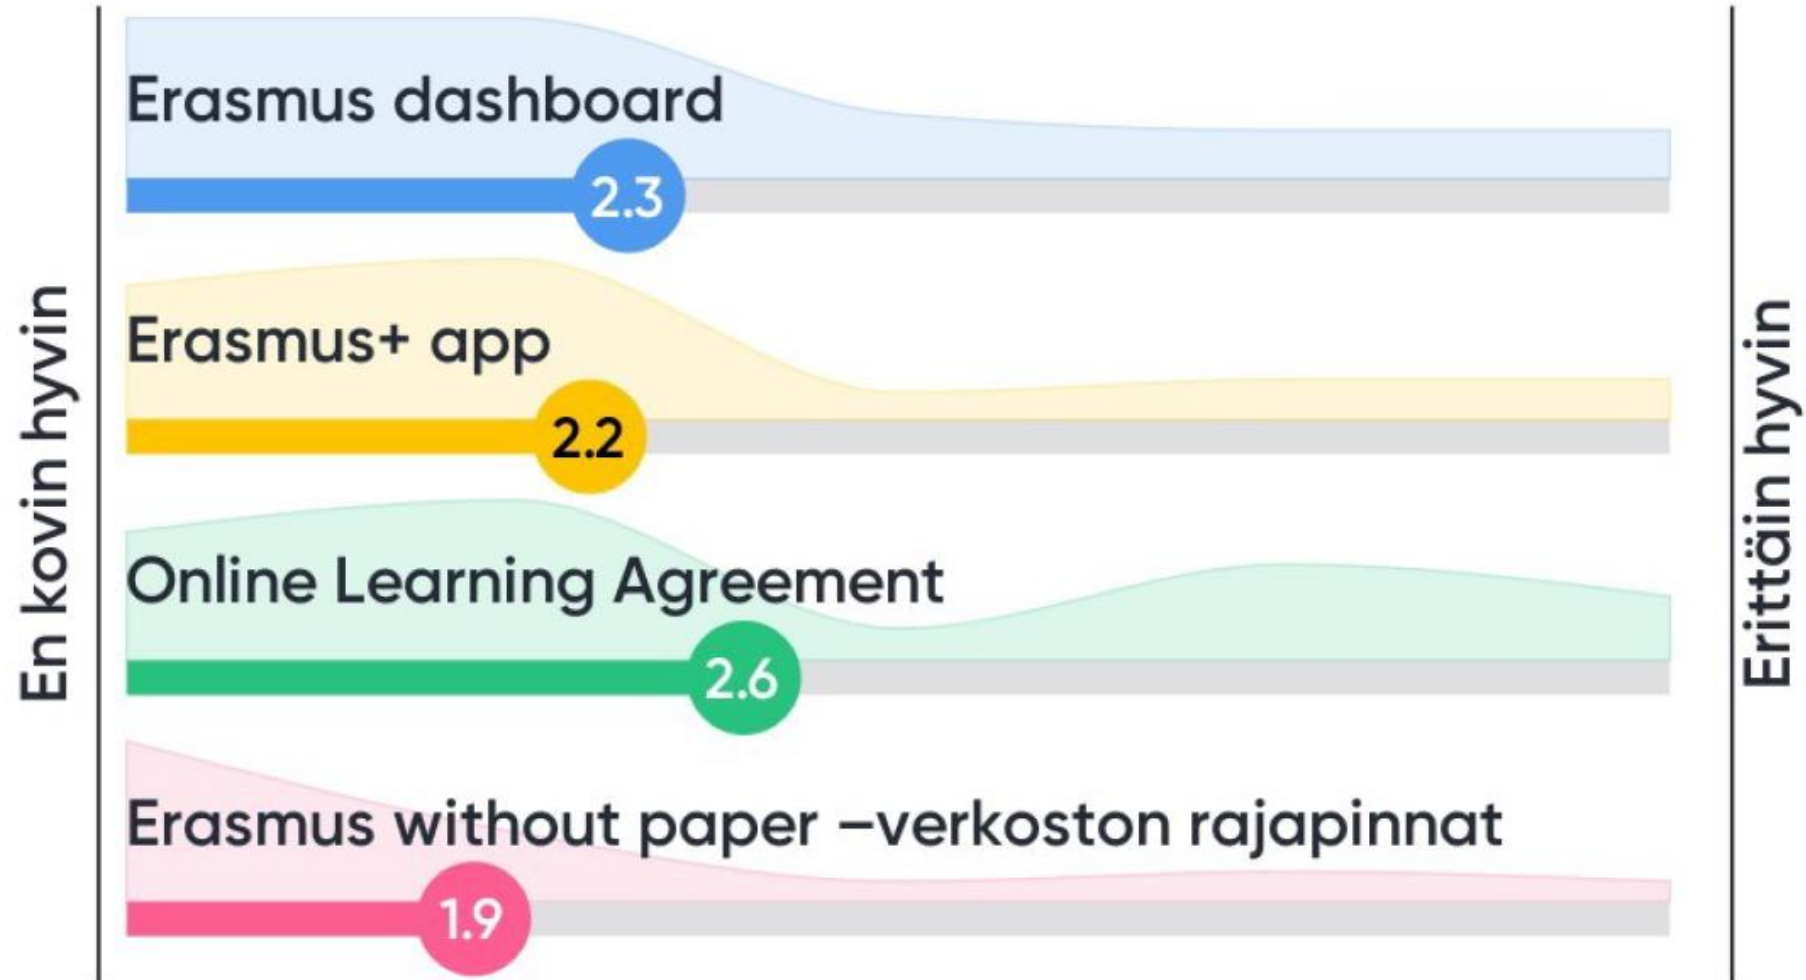 En kovin hyvin
Erasmus dashboard
2.3
Erasmus+ app
2.2
Online Learning Agreement
2.6
Erasmus without paper –verkoston rajapinnat
1.9
Erittäin hyvin